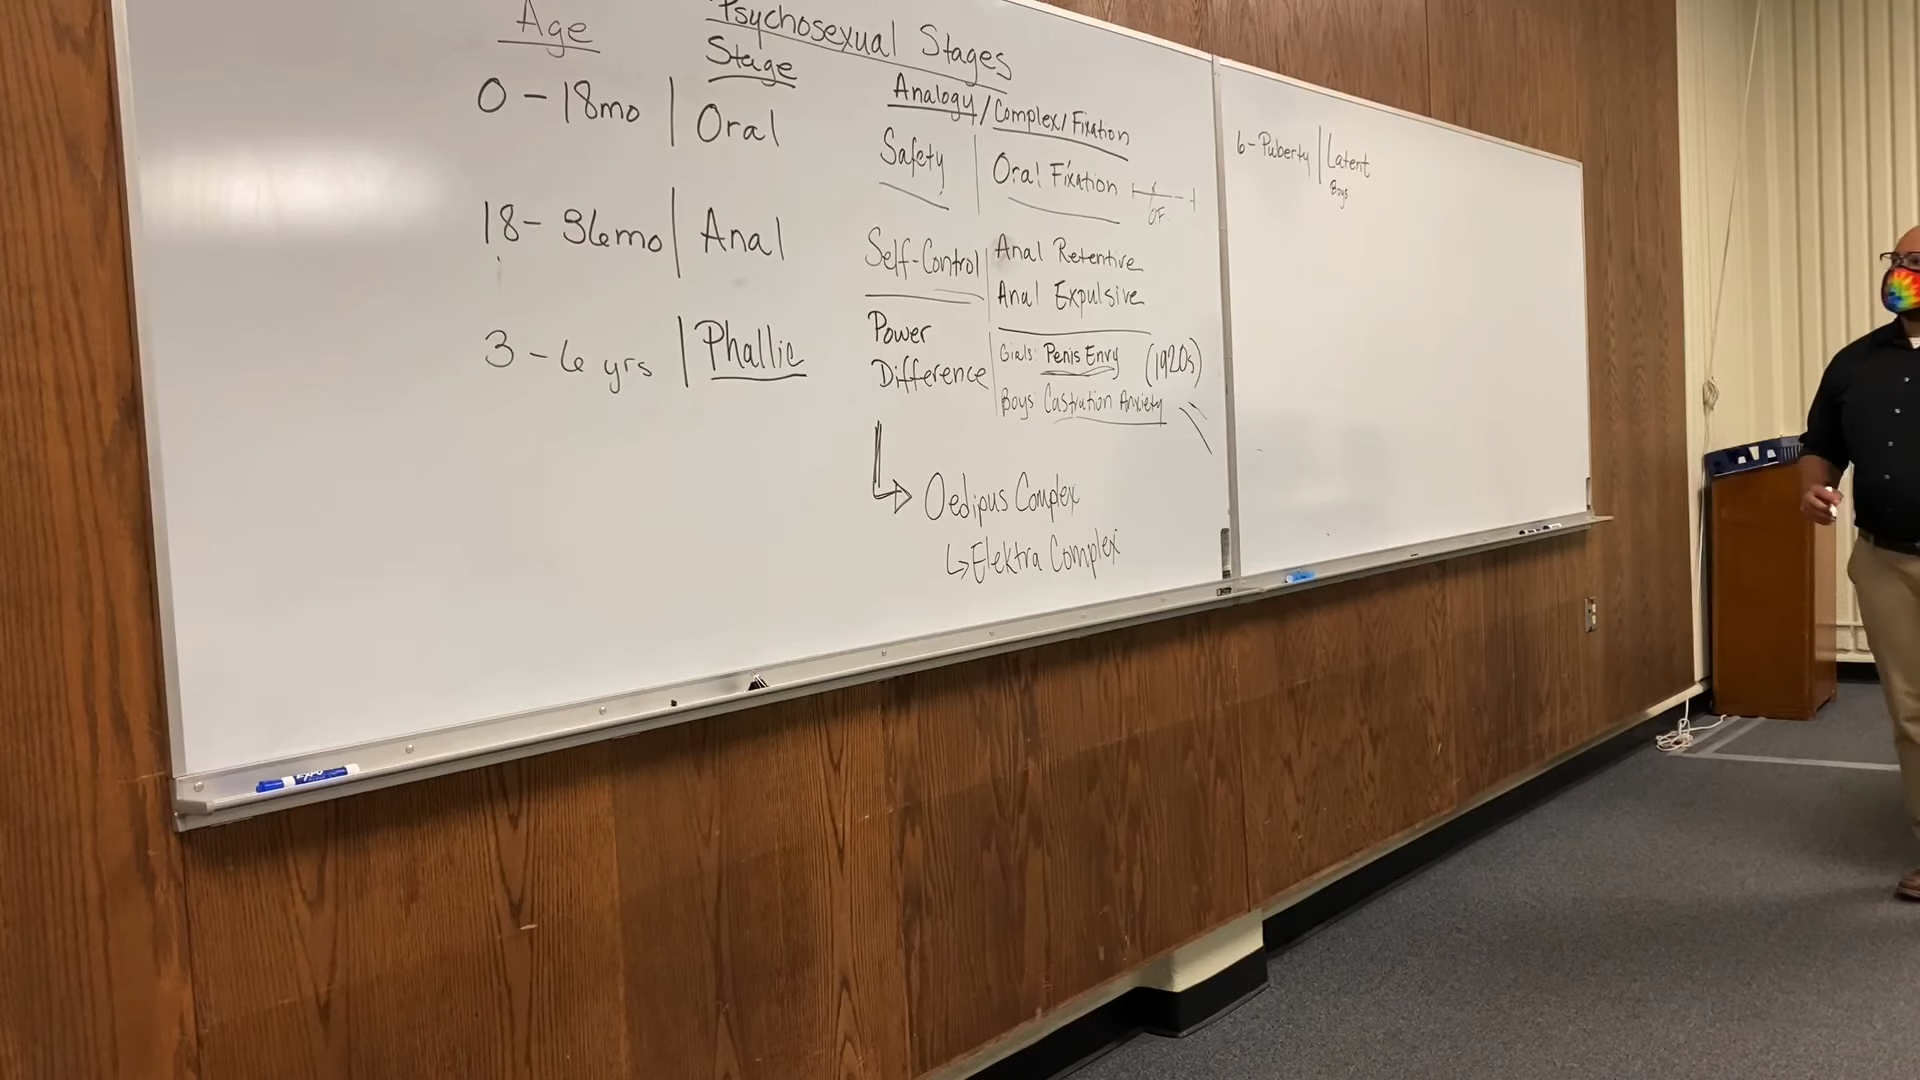 Psychosexual Stages
Age
Stage
Analogy/Complex/Fixation
0-18mo | Oral
Safety | Oral Fixation
OF.
18-36mo | Anal
Self-Control | Anal Retentive
Anal Expulsive
3-6 yrs | Phallic
Power
Difference
Girls: Penis Envy (1920s)
Boys Castration Anxiety
Oedipus Complex
Elektra Complex
6-Puberty | Latent
Boys
EXPO